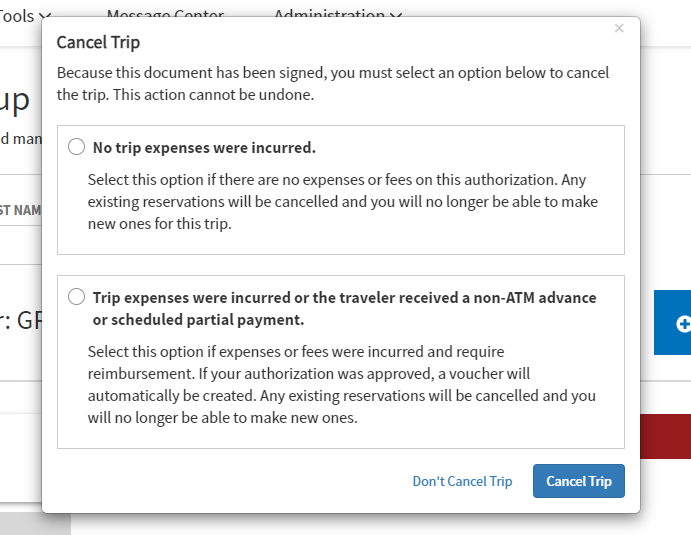 Tools
Message Center
Administration
Cancel Trip
×
Because this document has been signed, you must select an option below to cancel
the trip. This action cannot be undone.
up
d man
No trip expenses were incurred.
Select this option if there are no expenses or fees on this authorization. Any
existing reservations will be cancelled and you will no longer be able to make
new ones for this trip.
ST NAM
Trip expenses were incurred or the traveler received a non-ATM advance
or scheduled partial payment.
r: GF
Select this option if expenses or fees were incurred and require
reimbursement. If your authorization was approved, a voucher will
automatically be created. Any existing reservations will be cancelled and you
will no longer be able to make new ones.
Don't Cancel Trip
Cancel Trip